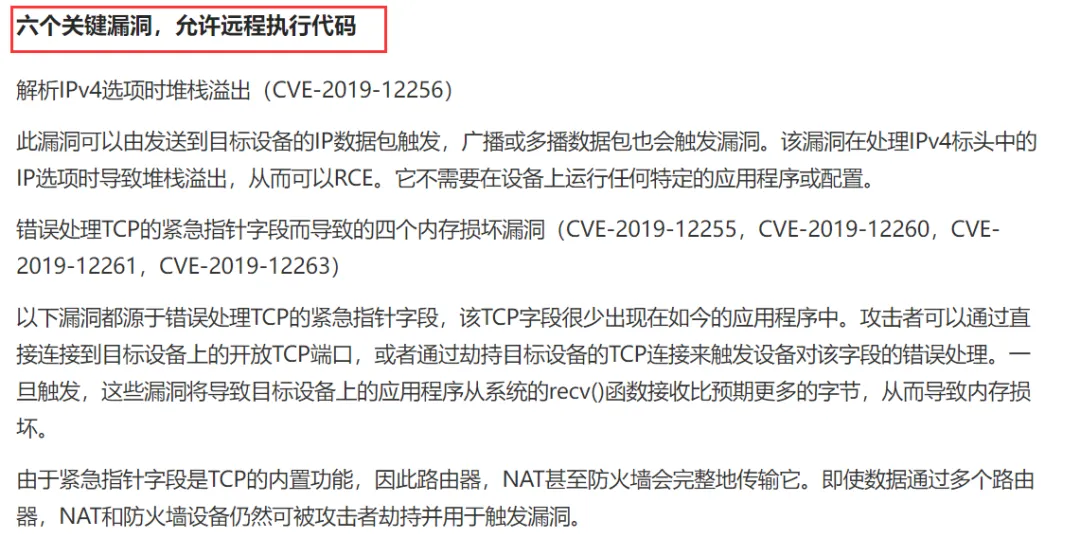 六个关键漏洞，允许远程执行代码
解析IPv4选项时堆栈溢出（CVE-2019-12256）
此漏洞可以由发送到目标设备的IP数据包触发，广播或多播数据包也会触发漏洞。该漏洞在处理IPv4标头中的
IP选项时导致堆栈溢出，从而可以RCE。它不需要在设备上运行任何特定的应用程序或配置。
错误处理TCP的紧急指针字段而导致的四个内存损坏漏洞（CVE-2019-12255，CVE-2019-12260，CVE-
2019-12261，CVE-2019-12263）
以下漏洞都源于错误处理TCP的紧急指针字段，该TCP字段很少出现在如今的应用程序中。攻击者可以通过直
接连接到目标设备上的开放TCP端口，或者通过劫持目标设备的TCP连接来触发设备对该字段的错误处理。一
旦触发，这些漏洞将导致目标设备上的应用程序从系统的recv()函数接收比预期更多的字节，从而导致内存损
坏。
由于紧急指针字段是TCP的内置功能，因此路由器，NAT甚至防火墙会完整地传输它。即使数据通过多个路由
器，NAT和防火墙设备仍然可被攻击者劫持并用于触发漏洞。